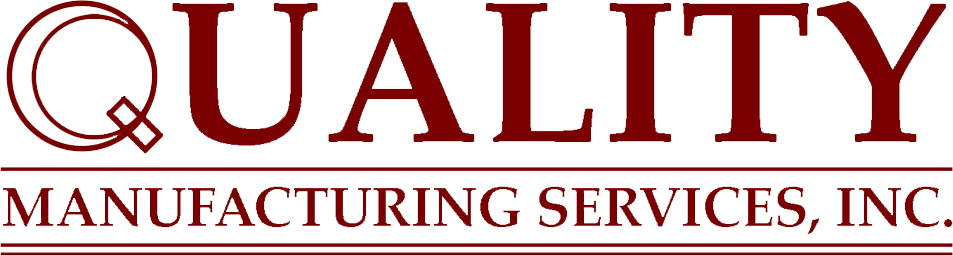 QUALITY
MANUFACTURING SERVICES, INC.